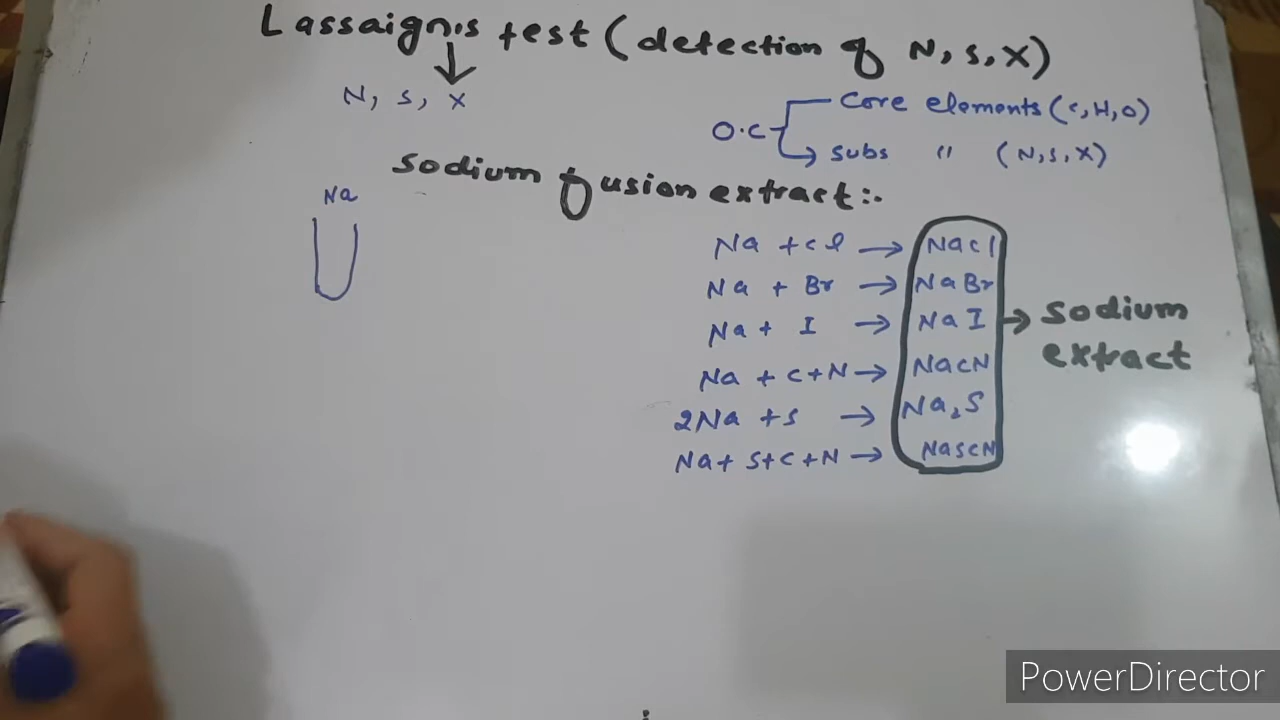 Lassaign's test (detection of N, S, X)
N, S, X
O.C
Core elements (C, H, O)
subs " (N, S, X)
Sodium fusion extract:-
Na
Na + Cl → NaCl
Na + Br → NaBr
Na + I → NaI
Na + C + N → NaCN
2Na + S → Na₂S
Na + S + C + N → NaSCN
→ Sodium
extract
PowerDirector